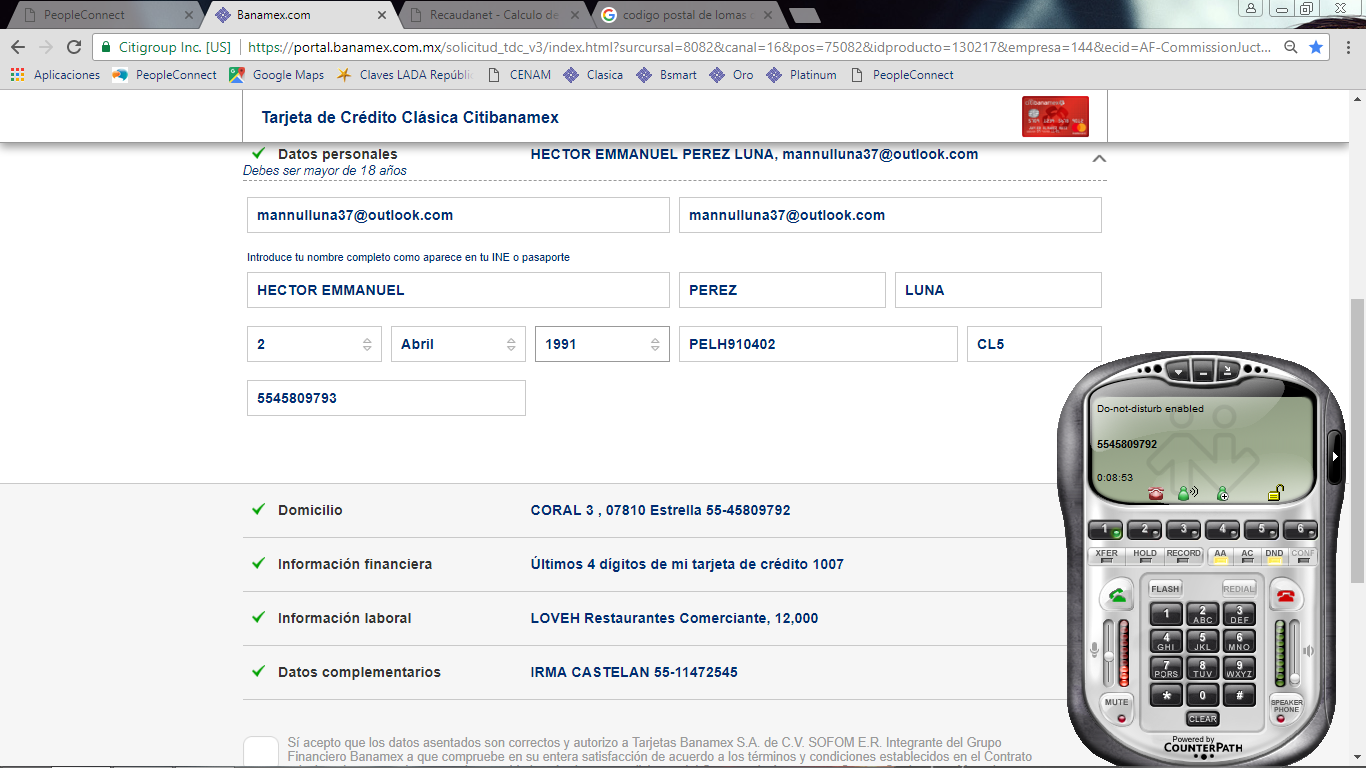 PeopleConnect
Banamex.com
Recaudanet - Calculo de
codigo postal de lomas
Citigroup Inc. [US]
https://portal.banamex.com.mx/solicitud_tdc_v3/index.html?surcursal=8082&canal=16&pos=75082&idproducto=130217&empresa=144&ecid=AF-CommissionJuct...
Aplicaciones PeopleConnect Google Maps Claves LADA Repúblic CENAM Clasica Bsmart Oro Platinum PeopleConnect
Tarjeta de Crédito Clásica Citibanamex
Datos personales HECTOR EMMANUEL PEREZ LUNA, mannulluna37@outlook.com
Debes ser mayor de 18 años
mannulluna37@outlook.com mannulluna37@outlook.com
Introduce tu nombre completo como aparece en tu INE o pasaporte
HECTOR EMMANUEL PEREZ LUNA
2 Abril 1991 PELH910402 CL5
5545809793
Domicilio CORAL 3 , 07810 Estrella 55-45809792
Información financiera Últimos 4 dígitos de mi tarjeta de crédito 1007
Información laboral LOVEH Restaurantes Comerciante, 12,000
Datos complementarios IRMA CASTELAN 55-11472545
Sí acepto que los datos asentados son correctos y autorizo a Tarjetas Banamex S.A. de C.V. SOFOM E.R. Integrante del Grupo
Financiero Banamex a que compruebe en su entera satisfacción de acuerdo a los términos y condiciones establecidos en el Contrato
Do-not-disturb enabled
5545809792
0:08:53
1 2 3 4 5 6
XFER HOLD RECORD AA AC DND CONF
FLASH REDIAL
1 2 ABC 3 DEF
4 GHI 5 JKL 6 MNO
7 PQRS 8 TUV 9 WXYZ
* 0 #
MUTE
SPEAKER PHONE
CLEAR
Powered by
COUNTERPATH